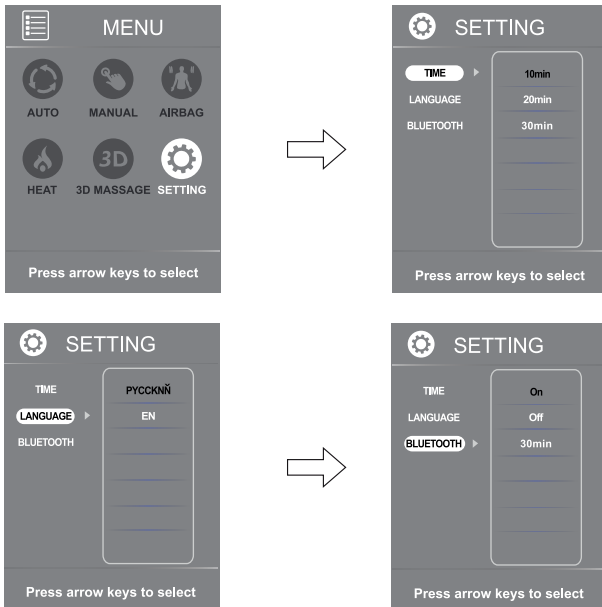 MENU
AUTO MANUAL AIRBAG
3D
HEAT 3D MASSAGE SETTING
Press arrow keys to select
SETTING
TIME 10min
LANGUAGE 20min
BLUETOOTH 30min
Press arrow keys to select
SETTING
TIME PYCCKNŇ
LANGUAGE EN
BLUETOOTH
Press arrow keys to select
SETTING
TIME On
LANGUAGE Off
BLUETOOTH 30min
Press arrow keys to select